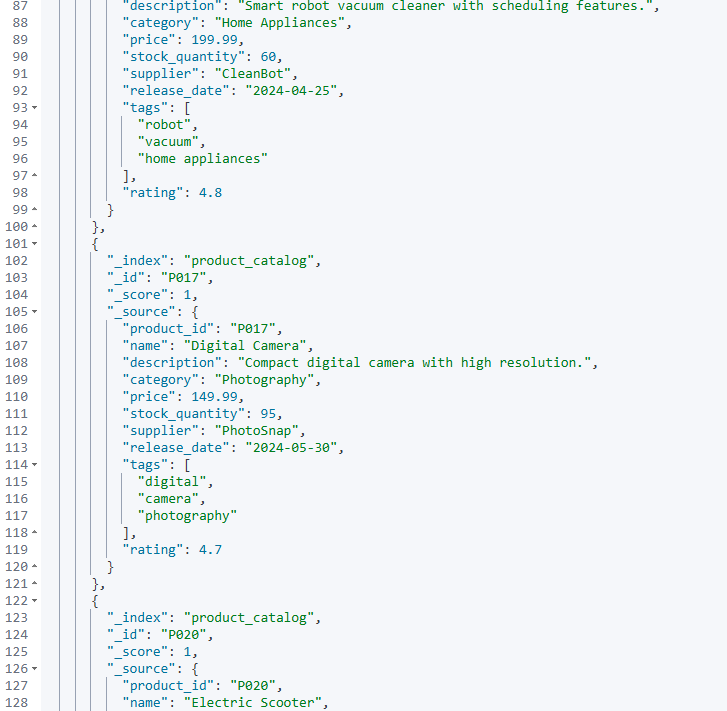 87 "description": "Smart robot vacuum cleaner with scheduling features.",
88 "category": "Home Appliances",
89 "price": 199.99,
90 "stock_quantity": 60,
91 "supplier": "CleanBot",
92 "release_date": "2024-04-25",
93 "tags": [
94 "robot",
95 "vacuum",
96 "home appliances"
97 ],
98 "rating": 4.8
99 }
100 },
101 {
102 "_index": "product_catalog",
103 "_id": "P017",
104 "_score": 1,
105 "_source": {
106 "product_id": "P017",
107 "name": "Digital Camera",
108 "description": "Compact digital camera with high resolution.",
109 "category": "Photography",
110 "price": 149.99,
111 "stock_quantity": 95,
112 "supplier": "PhotoSnap",
113 "release_date": "2024-05-30",
114 "tags": [
115 "digital",
116 "camera",
117 "photography"
118 ],
119 "rating": 4.7
120 }
121 },
122 {
123 "_index": "product_catalog",
124 "_id": "P020",
125 "_score": 1,
126 "_source": {
127 "product_id": "P020",
128 "name": "Electric Scooter",